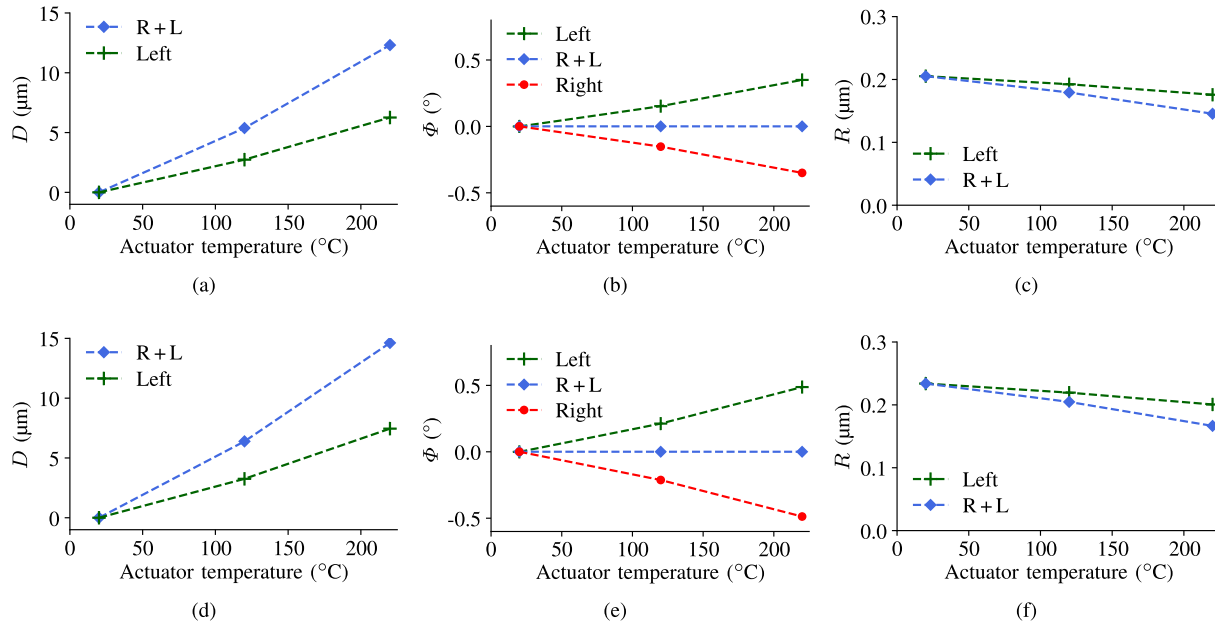 15
10
5
0
D (μm)
R+L
Left
0
50
100
150
200
Actuator temperature (°C)
(a)
0.5
0.0
-0.5
Φ (°)
Left
R+L
Right
0
50
100
150
200
Actuator temperature (°C)
(b)
0.3
0.2
0.1
0.0
R (μm)
Left
R+L
0
50
100
150
200
Actuator temperature (°C)
(c)
15
10
5
0
D (μm)
R+L
Left
0
50
100
150
200
Actuator temperature (°C)
(d)
0.5
0.0
-0.5
Φ (°)
Left
R+L
Right
0
50
100
150
200
Actuator temperature (°C)
(e)
0.3
0.2
0.1
0.0
R (μm)
Left
R+L
0
50
100
150
200
Actuator temperature (°C)
(f)